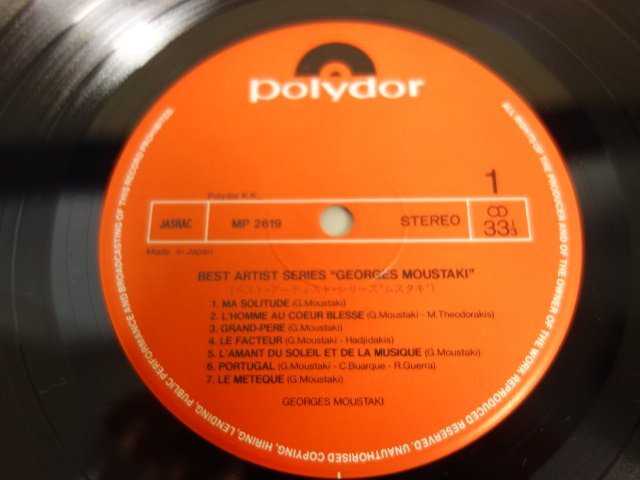 polydor
1
Polydor K.K.,
JASRAC MP 2619 STEREO CD 33⅓
Made in Japan
BEST ARTIST SERIES "GEORGES MOUSTAKI"
(ベスト・アーティスト・シリーズ"ムスタキ")
1. MA SOLITUDE (G.Moustaki)
2. L'HOMME AU COEUR BLESSE (G.Moustaki - M.Theodorakis)
3. GRAND-PERE (G.Moustaki)
4. LE FACTEUR (G.Moustaki - Hadjidakis)
5. L'AMANT DU SOLEIL ET DE LA MUSIQUE (G.Moustaki)
6. PORTUGAL (G.Moustaki - C.Buarque - R.Guerra)
7. LE METEQUE (G.Moustaki)
GEORGES MOUSTAKI
ALL RIGHTS OF THE PRODUCER AND OF THE OWNER OF THE WORK REPRODUCED RESERVED. UNAUTHORISED COPYING, HIRING, LENDING, PUBLIC PERFORMANCE AND BROADCASTING OF THIS RECORD PROHIBITED